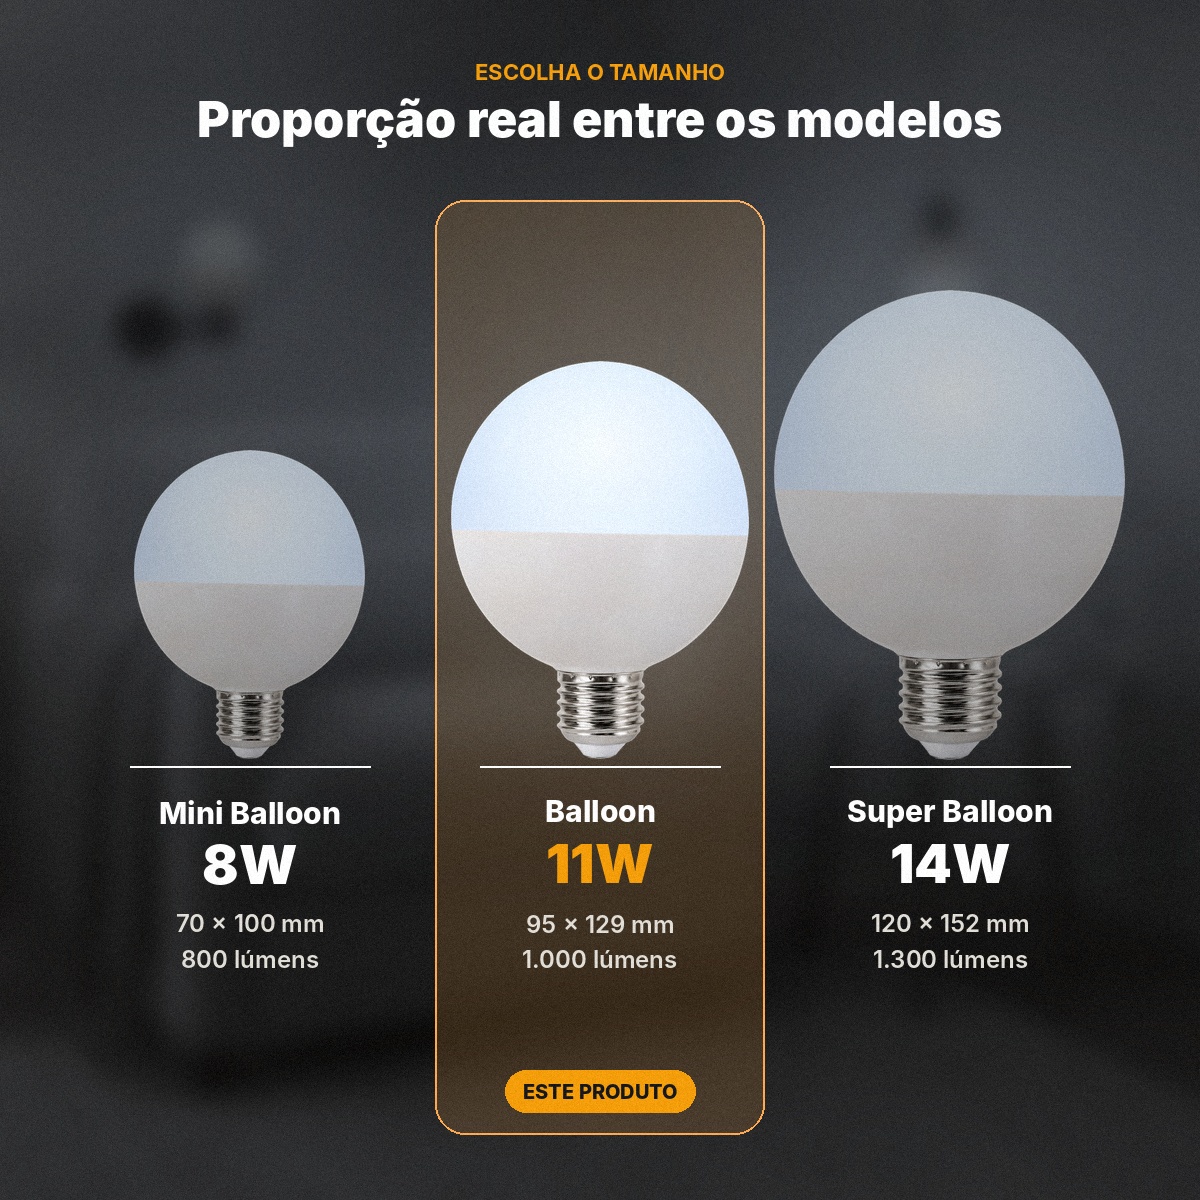 ESCOLHA O TAMANHO
Proporção real entre os modelos
Mini Balloon
8W
70 × 100 mm
800 lúmens
Balloon
11W
95 × 129 mm
1.000 lúmens
ESTE PRODUTO
Super Balloon
14W
120 × 152 mm
1.300 lúmens